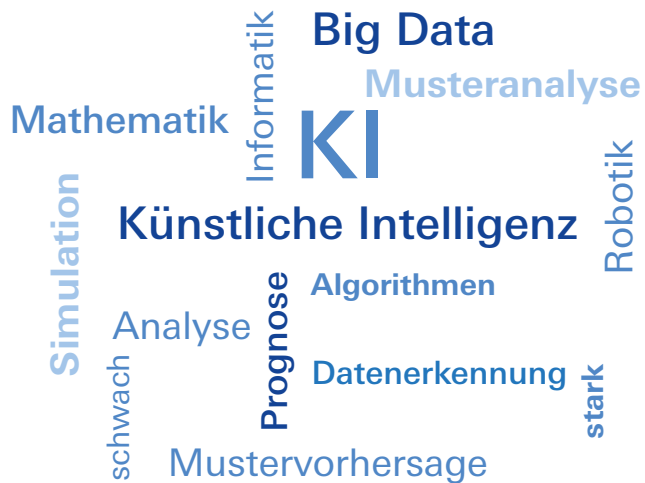 Big Data
Informatik
Musteranalyse
Mathematik
KI
Robotik
Simulation
Künstliche Intelligenz
Prognose
Algorithmen
Analyse
schwach
Datenerkennung
stark
Mustervorhersage